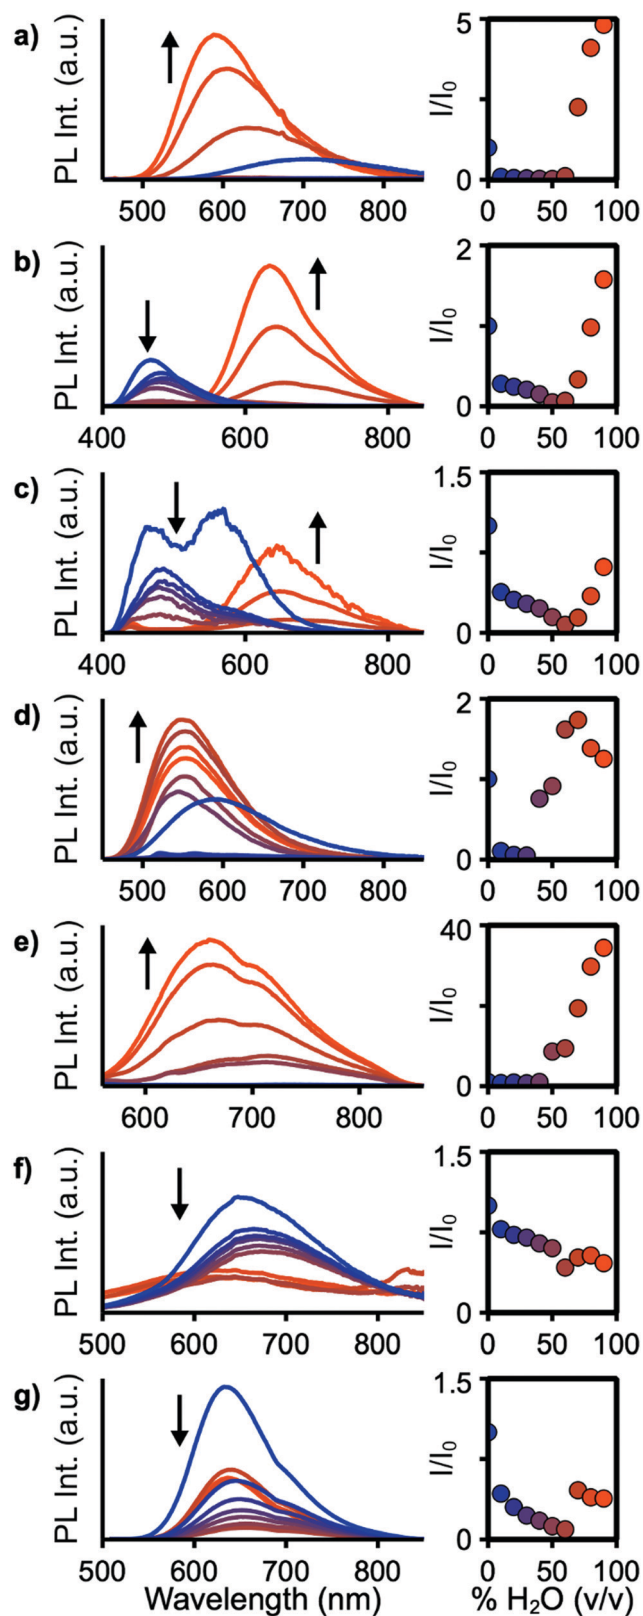 a)
PL Int. (a.u.)
500 600 700 800
I/I₀
5
0
0 50 100
b)
PL Int. (a.u.)
400 600 800
I/I₀
2
0
0 50 100
c)
PL Int. (a.u.)
400 600 800
I/I₀
1.5
0
0 50 100
d)
PL Int. (a.u.)
500 600 700 800
I/I₀
2
0
0 50 100
e)
PL Int. (a.u.)
600 700 800
I/I₀
40
0
0 50 100
f)
PL Int. (a.u.)
500 600 700 800
I/I₀
1.5
0
0 50 100
g)
PL Int. (a.u.)
500 600 700 800
Wavelength (nm)
I/I₀
1.5
0
0 50 100
% H₂O (v/v)